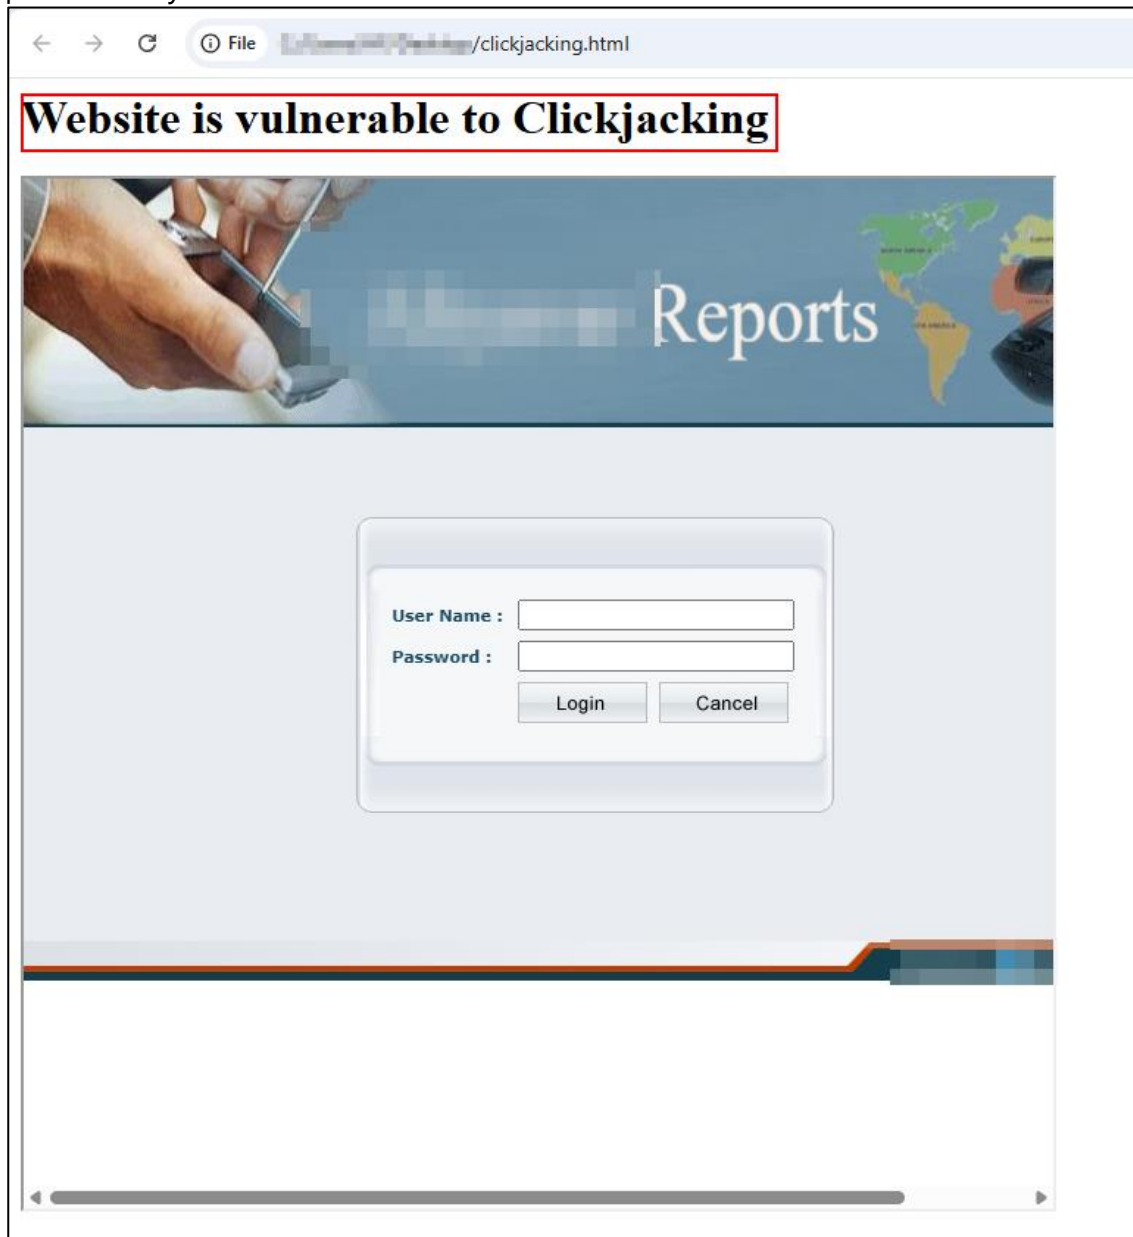 File /clickjacking.html
Website is vulnerable to Clickjacking
Reports
User Name :
Password :
Login Cancel